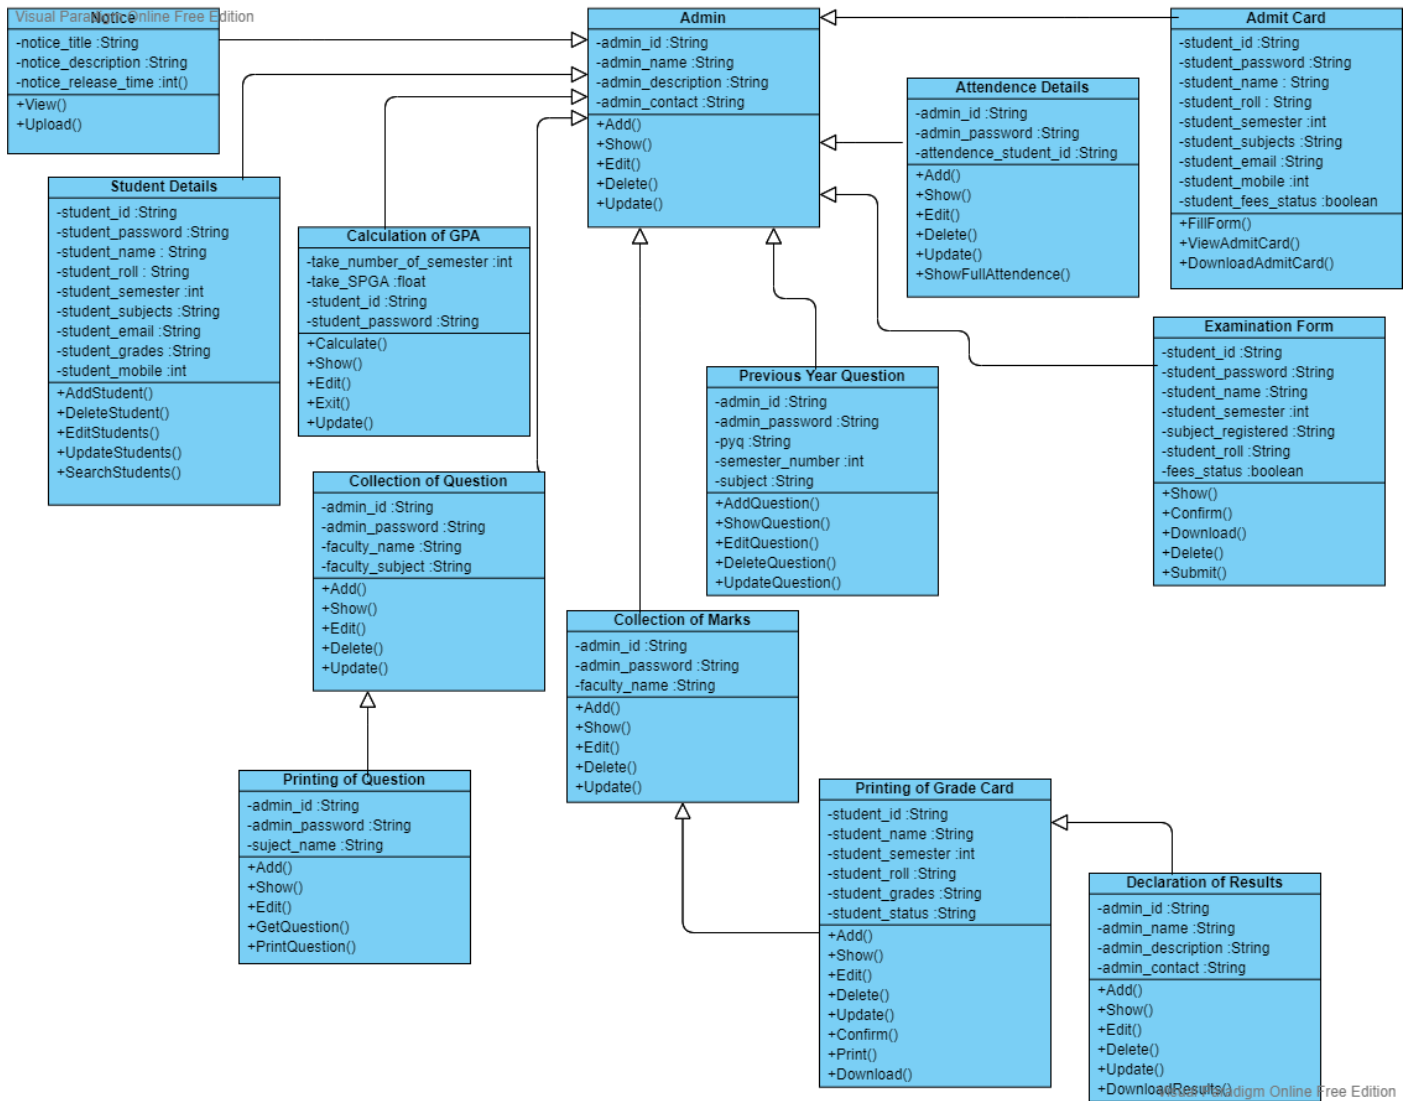 Visual Paradigm Online Free Edition
Notice
-notice_title :String
-notice_description :String
-notice_release_time :int()
+View()
+Upload()
Admin
-admin_id :String
-admin_name :String
-admin_description :String
-admin_contact :String
+Add()
+Show()
+Edit()
+Delete()
+Update()
Admit Card
-student_id :String
-student_password :String
-student_name : String
-student_roll : String
-student_semester :int
-student_subjects :String
-student_email :String
-student_mobile :int
-student_fees_status :boolean
+FillForm()
+ViewAdmitCard()
+DownloadAdmitCard()
Attendence Details
-admin_id :String
-admin_password :String
-attendence_student_id :String
+Add()
+Show()
+Edit()
+Delete()
+Update()
+ShowFullAttendence()
Student Details
-student_id :String
-student_password :String
-student_name : String
-student_roll : String
-student_semester :int
-student_subjects :String
-student_email :String
-student_grades :String
-student_mobile :int
+AddStudent()
+DeleteStudent()
+EditStudents()
+UpdateStudents()
+SearchStudents()
Calculation of GPA
-take_number_of_semester :int
-take_SPGA :float
-student_id :String
-student_password :String
+Calculate()
+Show()
+Edit()
+Exit()
+Update()
Examination Form
-student_id :String
-student_password :String
-student_name :String
-student_semester :int
-subject_registered :String
-student_roll :String
-fees_status :boolean
+Show()
+Confirm()
+Download()
+Delete()
+Submit()
Previous Year Question
-admin_id :String
-admin_password :String
-pyq :String
-semester_number :int
-subject :String
+AddQuestion()
+ShowQuestion()
+EditQuestion()
+DeleteQuestion()
+UpdateQuestion()
Collection of Question
-admin_id :String
-admin_password :String
-faculty_name :String
-faculty_subject :String
+Add()
+Show()
+Edit()
+Delete()
+Update()
Collection of Marks
-admin_id :String
-admin_password :String
-faculty_name :String
+Add()
+Show()
+Edit()
+Delete()
+Update()
Printing of Question
-admin_id :String
-admin_password :String
-suject_name :String
+Add()
+Show()
+Edit()
+GetQuestion()
+PrintQuestion()
Printing of Grade Card
-student_id :String
-student_name :String
-student_semester :int
-student_roll :String
-student_grades :String
-student_status :String
+Add()
+Show()
+Edit()
+Delete()
+Update()
+Confirm()
+Print()
+Download()
Declaration of Results
-admin_id :String
-admin_name :String
-admin_description :String
-admin_contact :String
+Add()
+Show()
+Edit()
+Delete()
+Update()
+DownloadResults()
Visual Paradigm Online Free Edition